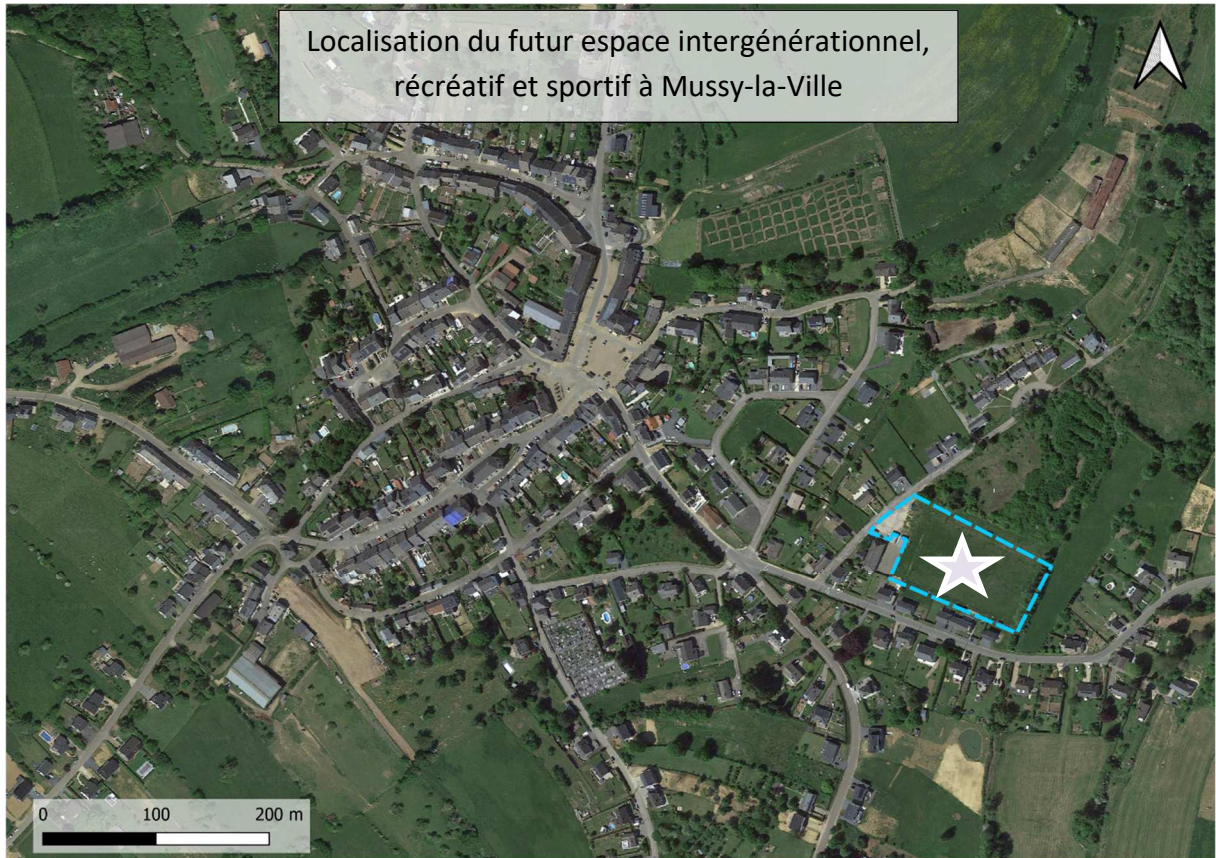 Localisation du futur espace intergénérationnel,
récréatif et sportif à Mussy-la-Ville
0 100 200 m